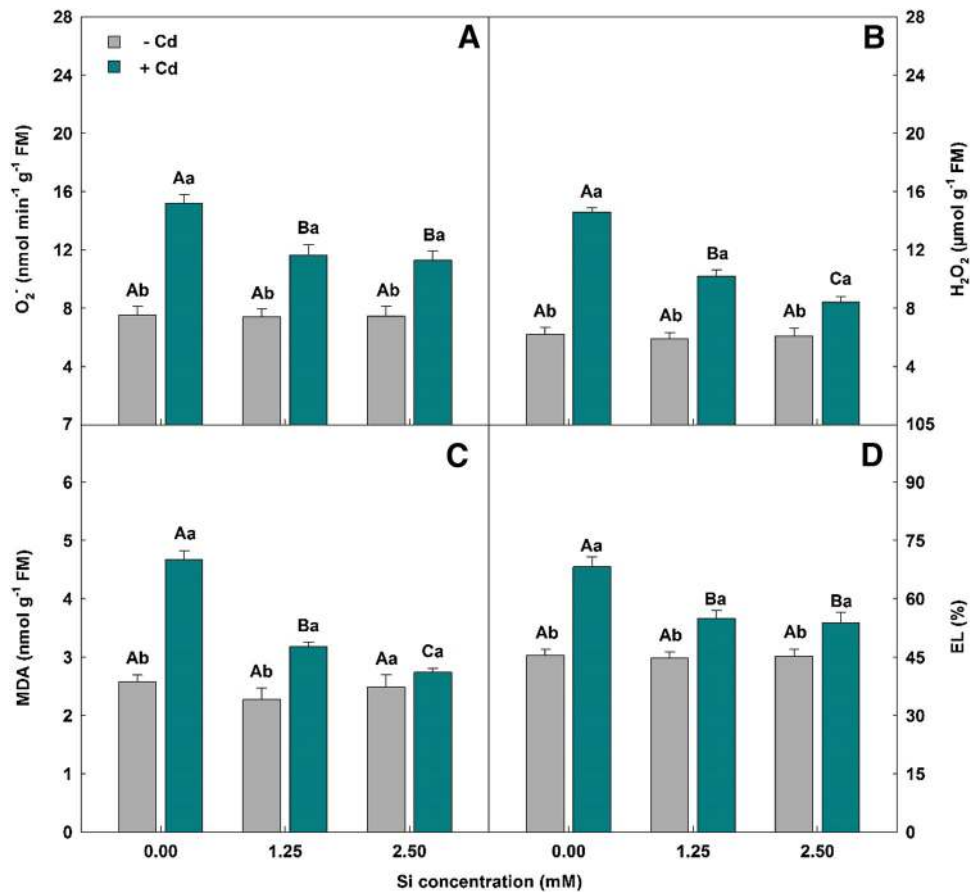 28
24
20
16
12
8
4
7
O₂·⁻ (nmol min⁻¹ g⁻¹ FM)
- Cd
+ Cd
A
Ab
Aa
Ab
Ba
Ab
Ba
B
Ab
Aa
Ab
Ba
Ab
Ca
28
24
20
16
12
8
4
105
H₂O₂ (μmol g⁻¹ FM)
6
5
4
3
2
1
0
MDA (nmol g⁻¹ FM)
C
Ab
Aa
Ab
Ba
Aa
Ca
D
Ab
Aa
Ab
Ba
Ab
Ba
90
75
60
45
30
15
0
EL (%)
0.00 1.25 2.50 0.00 1.25 2.50
Si concentration (mM)